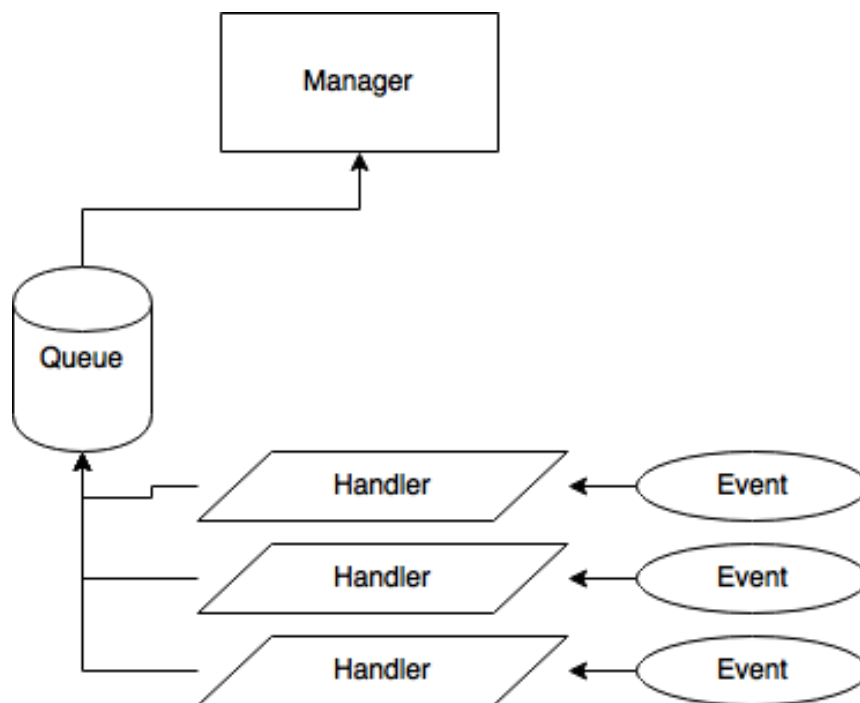 Manager
Queue
Handler
Event
Handler
Event
Handler
Event